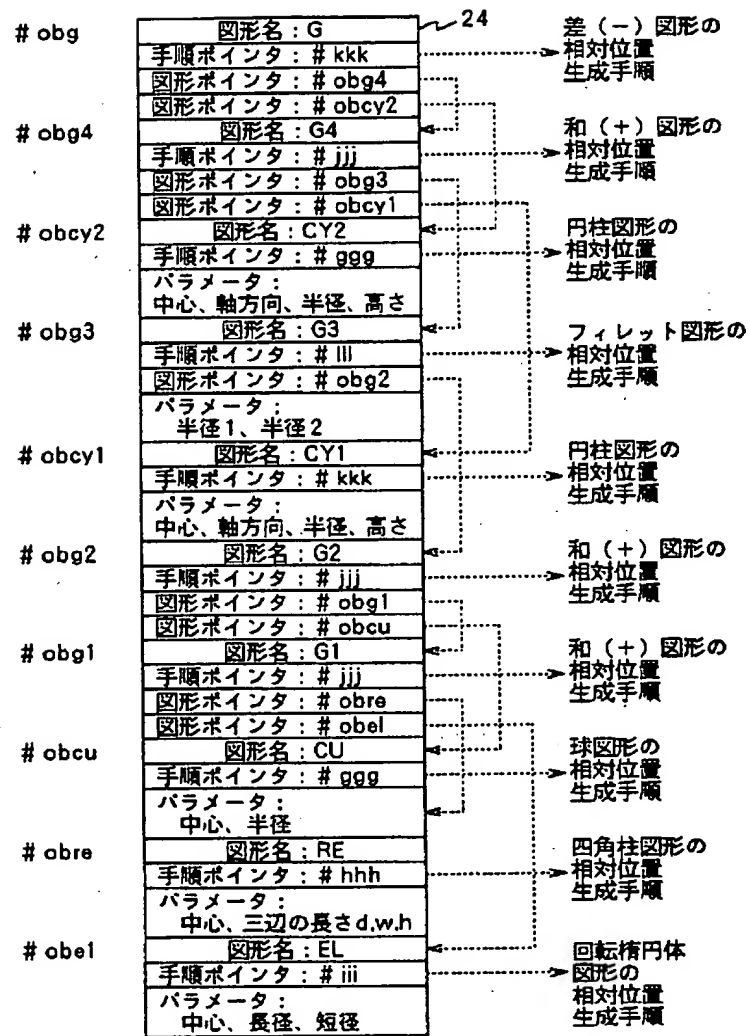 # obg
図形名:G
24
手順ポインタ:# kkk
図形ポインタ:# obg4
図形ポインタ:# obcy2
差(-)図形の
相対位置
生成手順
# obg4
図形名:G4
手順ポインタ:# jjj
図形ポインタ:# obg3
図形ポインタ:# obcy1
和(+)図形の
相対位置
生成手順
# obcy2
図形名:CY2
手順ポインタ:# ggg
パラメータ:
中心、軸方向、半径、高さ
円柱図形の
相対位置
生成手順
# obg3
図形名:G3
手順ポインタ:# lll
図形ポインタ:# obg2
パラメータ:
半径1、半径2
フィレット図形の
相対位置
生成手順
# obcy1
図形名:CY1
手順ポインタ:# kkk
パラメータ:
中心、軸方向、半径、高さ
円柱図形の
相対位置
生成手順
# obg2
図形名:G2
手順ポインタ:# jjj
図形ポインタ:# obg1
図形ポインタ:# obcu
和(+)図形の
相対位置
生成手順
# obg1
図形名:G1
手順ポインタ:# jjj
図形ポインタ:# obre
図形ポインタ:# obel
和(+)図形の
相対位置
生成手順
# obcu
図形名:CU
手順ポインタ:# ggg
パラメータ:
中心、半径
球図形の
相対位置
生成手順
# obre
図形名:RE
手順ポインタ:# hhh
パラメータ:
中心、三辺の長さd,w,h
四角柱図形の
相対位置
生成手順
# obe1
図形名:EL
手順ポインタ:# iii
パラメータ:
中心、長径、短径
回転楕円体
図形の
相対位置
生成手順